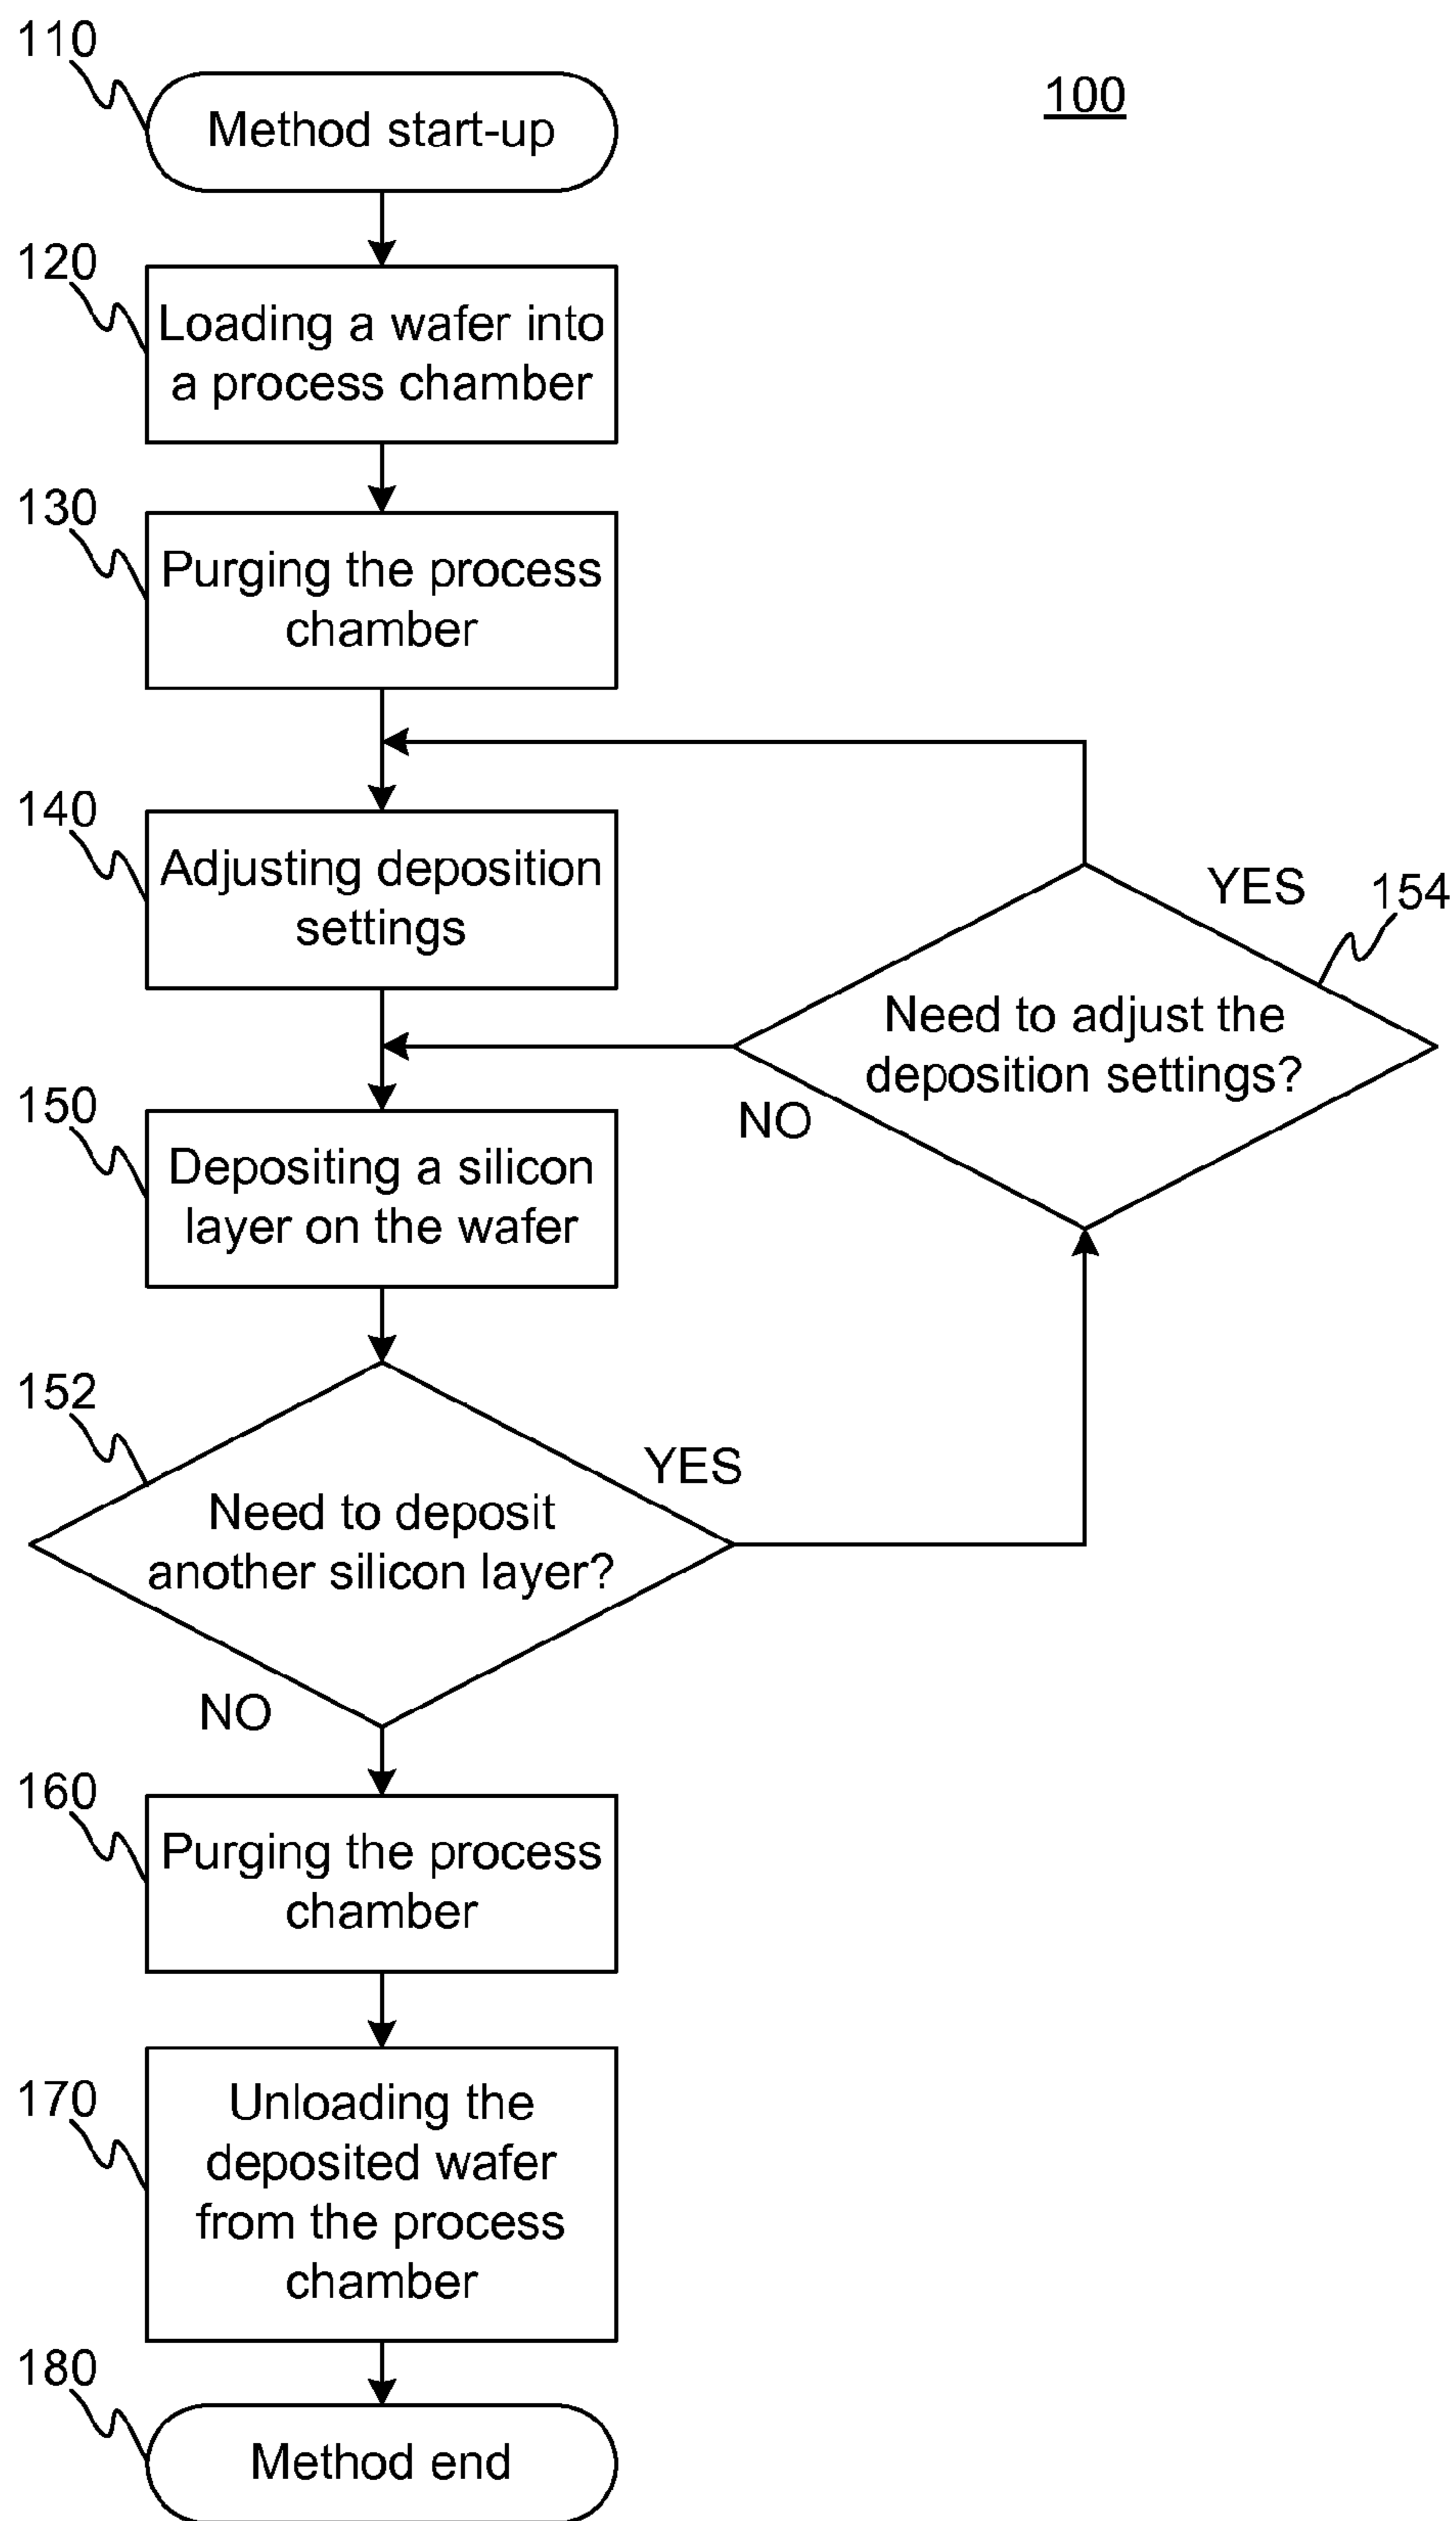 110
100
Method start-up
120
Loading a wafer into
a process chamber
130
Purging the process
chamber
140
Adjusting deposition
settings
YES
154
Need to adjust the
deposition settings?
NO
150
Depositing a silicon
layer on the wafer
152
YES
Need to deposit
another silicon layer?
NO
160
Purging the process
chamber
170
Unloading the
deposited wafer
from the process
chamber
180
Method end